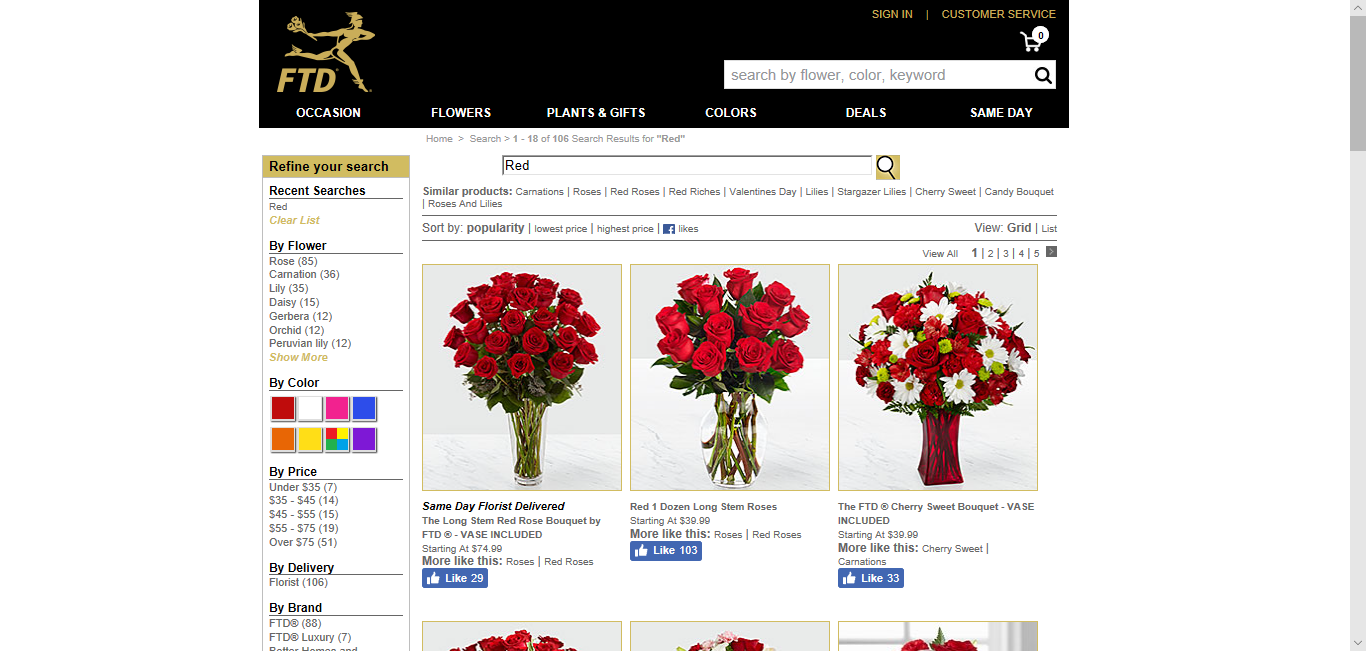 SIGN IN | CUSTOMER SERVICE
0
FTD
search by flower, color, keyword
OCCASION FLOWERS PLANTS & GIFTS COLORS DEALS SAME DAY
Home > Search > 1 - 18 of 106 Search Results for "Red"
Refine your search
Recent Searches
Red
Clear List
By Flower
Rose (85)
Carnation (36)
Lily (35)
Daisy (15)
Gerbera (12)
Orchid (12)
Peruvian lily (12)
Show More
By Color
By Price
Under $35 (7)
$35 - $45 (14)
$45 - $55 (15)
$55 - $75 (19)
Over $75 (51)
By Delivery
Florist (106)
By Brand
FTD® (88)
FTD® Luxury (7)
Better Homes and
Red
Similar products: Carnations | Roses | Red Roses | Red Riches | Valentines Day | Lilies | Stargazer Lilies | Cherry Sweet | Candy Bouquet
| Roses And Lilies
Sort by: popularity | lowest price | highest price | f likes
View: Grid | List
View All 1 | 2 | 3 | 4 | 5 >
Same Day Florist Delivered
The Long Stem Red Rose Bouquet by
FTD ® - VASE INCLUDED
Starting At $74.99
More like this: Roses | Red Roses
Like 29
Red 1 Dozen Long Stem Roses
Starting At $39.99
More like this: Roses | Red Roses
Like 103
The FTD ® Cherry Sweet Bouquet - VASE
INCLUDED
Starting At $39.99
More like this: Cherry Sweet |
Carnations
Like 33